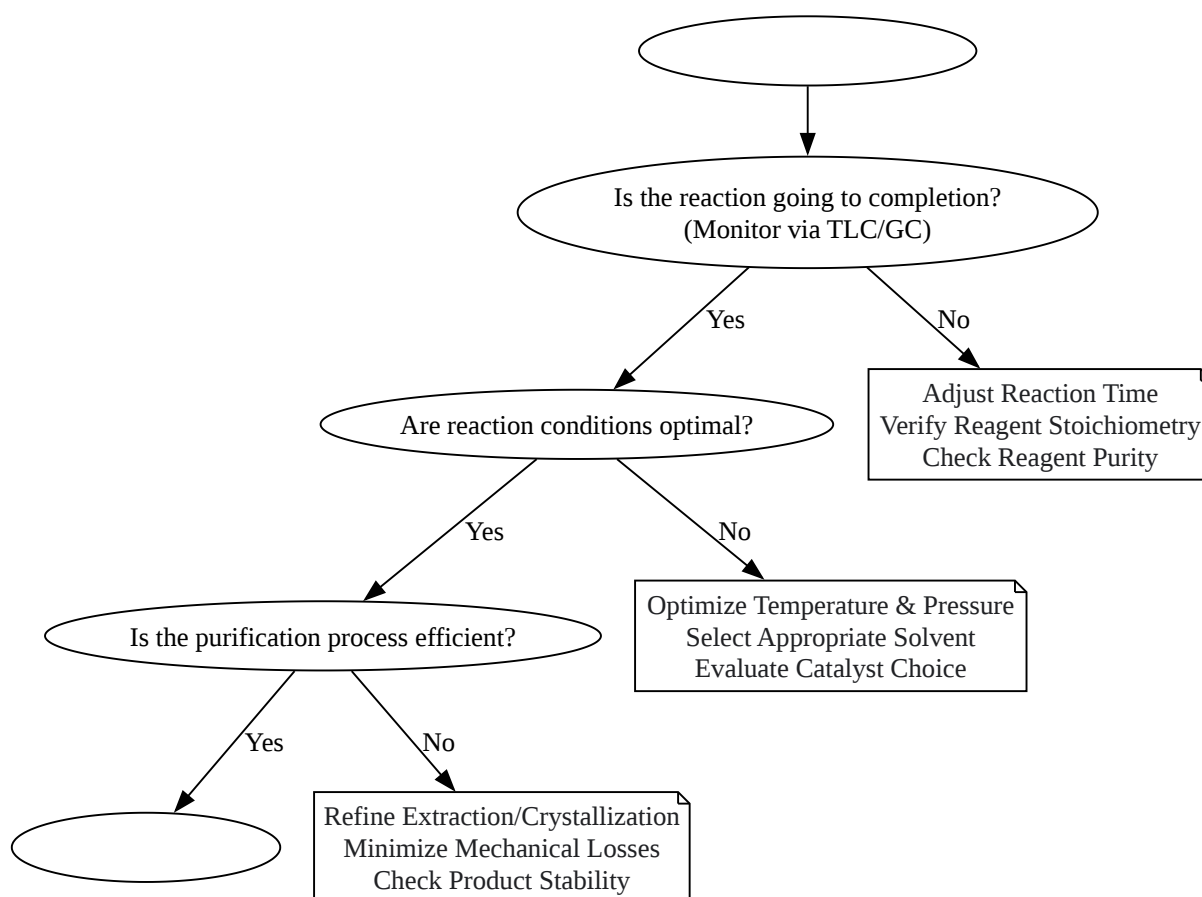 Is the reaction going to completion?
(Monitor via TLC/GC)
Yes
No
Adjust Reaction Time
Verify Reagent Stoichiometry
Check Reagent Purity
Are reaction conditions optimal?
Yes
No
Optimize Temperature & Pressure
Select Appropriate Solvent
Evaluate Catalyst Choice
Is the purification process efficient?
Yes
No
Refine Extraction/Crystallization
Minimize Mechanical Losses
Check Product Stability